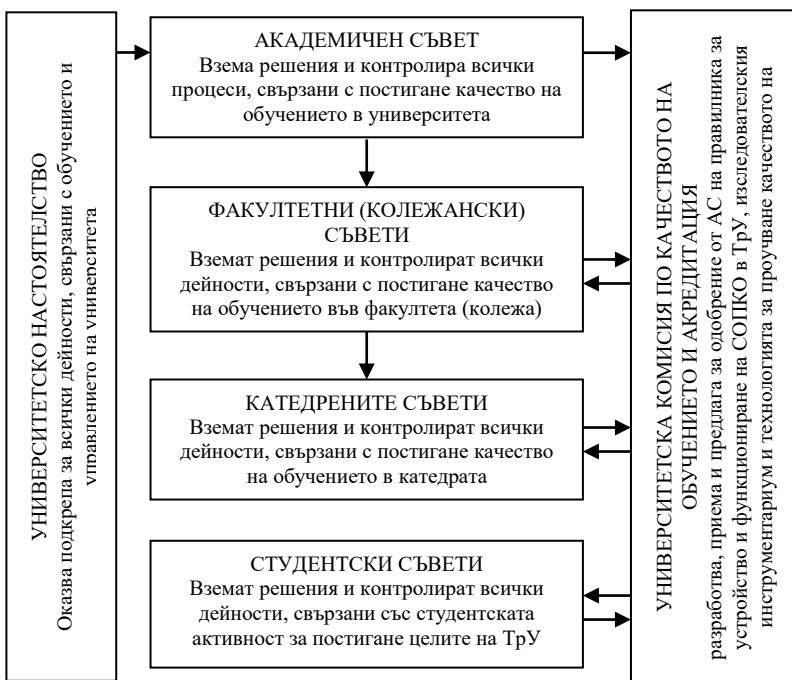 УНИВЕРСИТЕТСКО НАСТОЯТЕЛСТВО
Оказва подкрепа за всички дейности, свързани с обучението и
управлението на университета
АКАДЕМИЧЕН СЪВЕТ
Взема решения и контролира всички
процеси, свързани с постигане качество на
обучението в университета
ФАКУЛТЕТНИ (КОЛЕЖАНСКИ)
СЪВЕТИ
Вземат решения и контролират всички
дейности, свързани с постигане качество
на обучението във факултета (колежа)
КАТЕДРЕНИТЕ СЪВЕТИ
Вземат решения и контролират всички
дейности, свързани с постигане качество
на обучението в катедрата
СТУДЕНТСКИ СЪВЕТИ
Вземат решения и контролират всички
дейности, свързани със студентската
активност за постигане целите на ТрУ
УНИВЕРСИТЕТСКА КОМИСИЯ ПО КАЧЕСТВОТО НА
ОБУЧЕНИЕТО И АКРЕДИТАЦИЯ
разработва, приема и предлага за одобрение от АС на правилника за
устройство и функциониране на СОПКО в ТрУ, изследователския
инструментариум и технологията за проучване качеството на